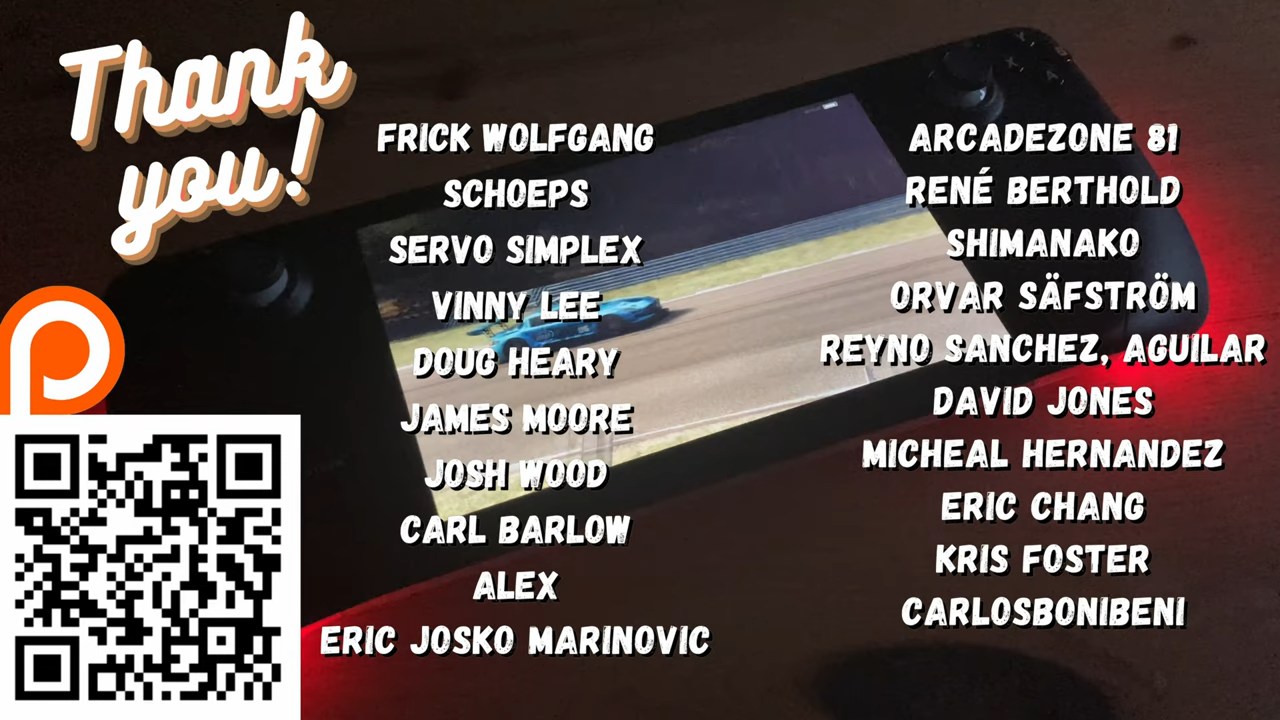 Thank
you!
FRICK WOLFGANG
SCHOEPS
SERVO SIMPLEX
VINNY LEE
DOUG HEARY
JAMES MOORE
JOSH WOOD
CARL BARLOW
ALEX
ERIC JOSKO MARINOVIC
ARCADEZONE 81
RENÉ BERTHOLD
SHIMANAKO
ORVAR SÄFSTRÖM
REYNO SANCHEZ, AGUILAR
DAVID JONES
MICHEAL HERNANDEZ
ERIC CHANG
KRIS FOSTER
CARLOSBONIBENI